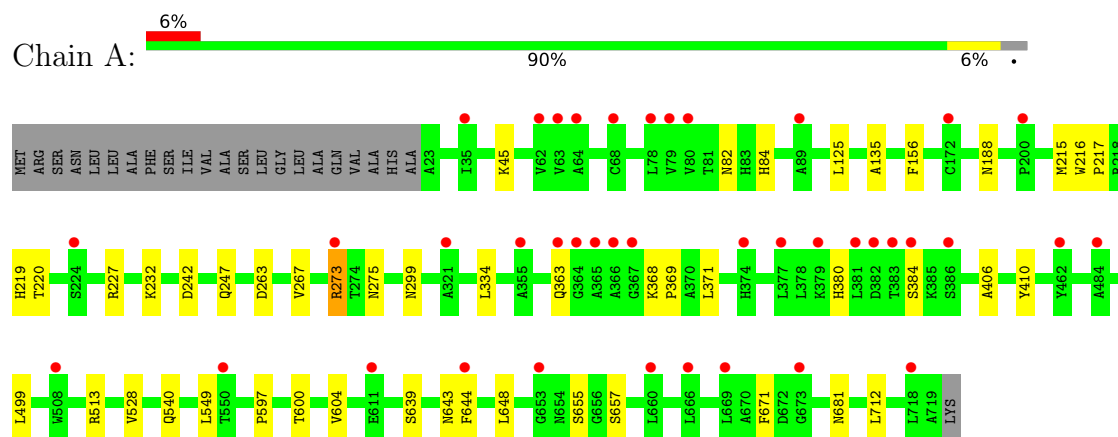 6%
Chain A:
90% 6% •
MET ARG SER ASN LEU LEU ALA PHE SER ILE VAL ALA SER LEU GLY LEU ALA GLN VAL ALA HIS ALA A23 I35 K45 V62 V63 A64 C68 L78 V79 V80 T81 N82 H83 H84 A89 L125 A135 F156 C172 N188 P200 M215 W216 P217
H219 T220 S224 R227 K232 D242 Q247 D263 V267 R273 T274 N275 N299 A321 L334 A355 Q363 G364 A365 A366 G367 K368 P369 A370 L371 H374 L377 L378 K379 H380 L381 D382 T383 S384 K385 S386 A406 Y410 Y462 A484
L499 W508 R513 V528 Q540 L549 T550 P597 T600 V604 E611 S639 N643 F644 L648 G653 N654 S655 G656 S657 L660 L666 L669 A670 F671 D672 G673 N681 L712 L718 A719 LYS